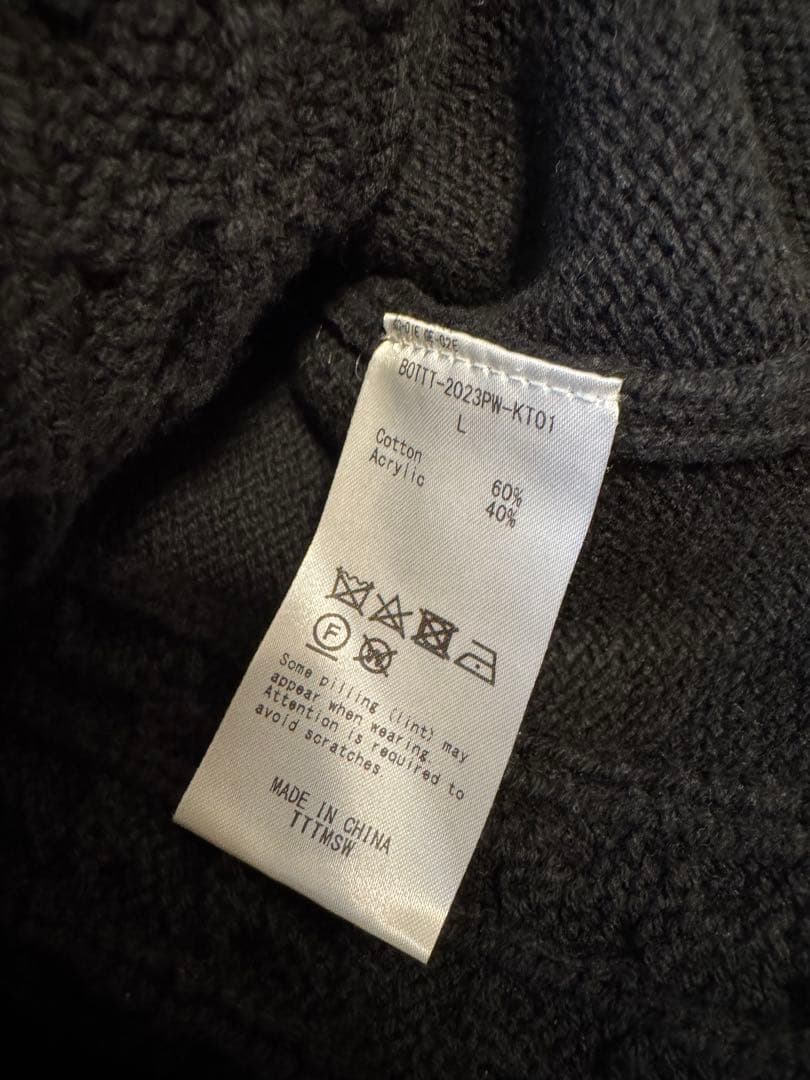 BOTTT-2023PW-KT01
L
Cotton 60%
Acrylic 40%
F
W
Some pilling (lint) may
appear when wearing.
Attention is required to
avoid scratches.
MADE IN CHINA
TTTMSW